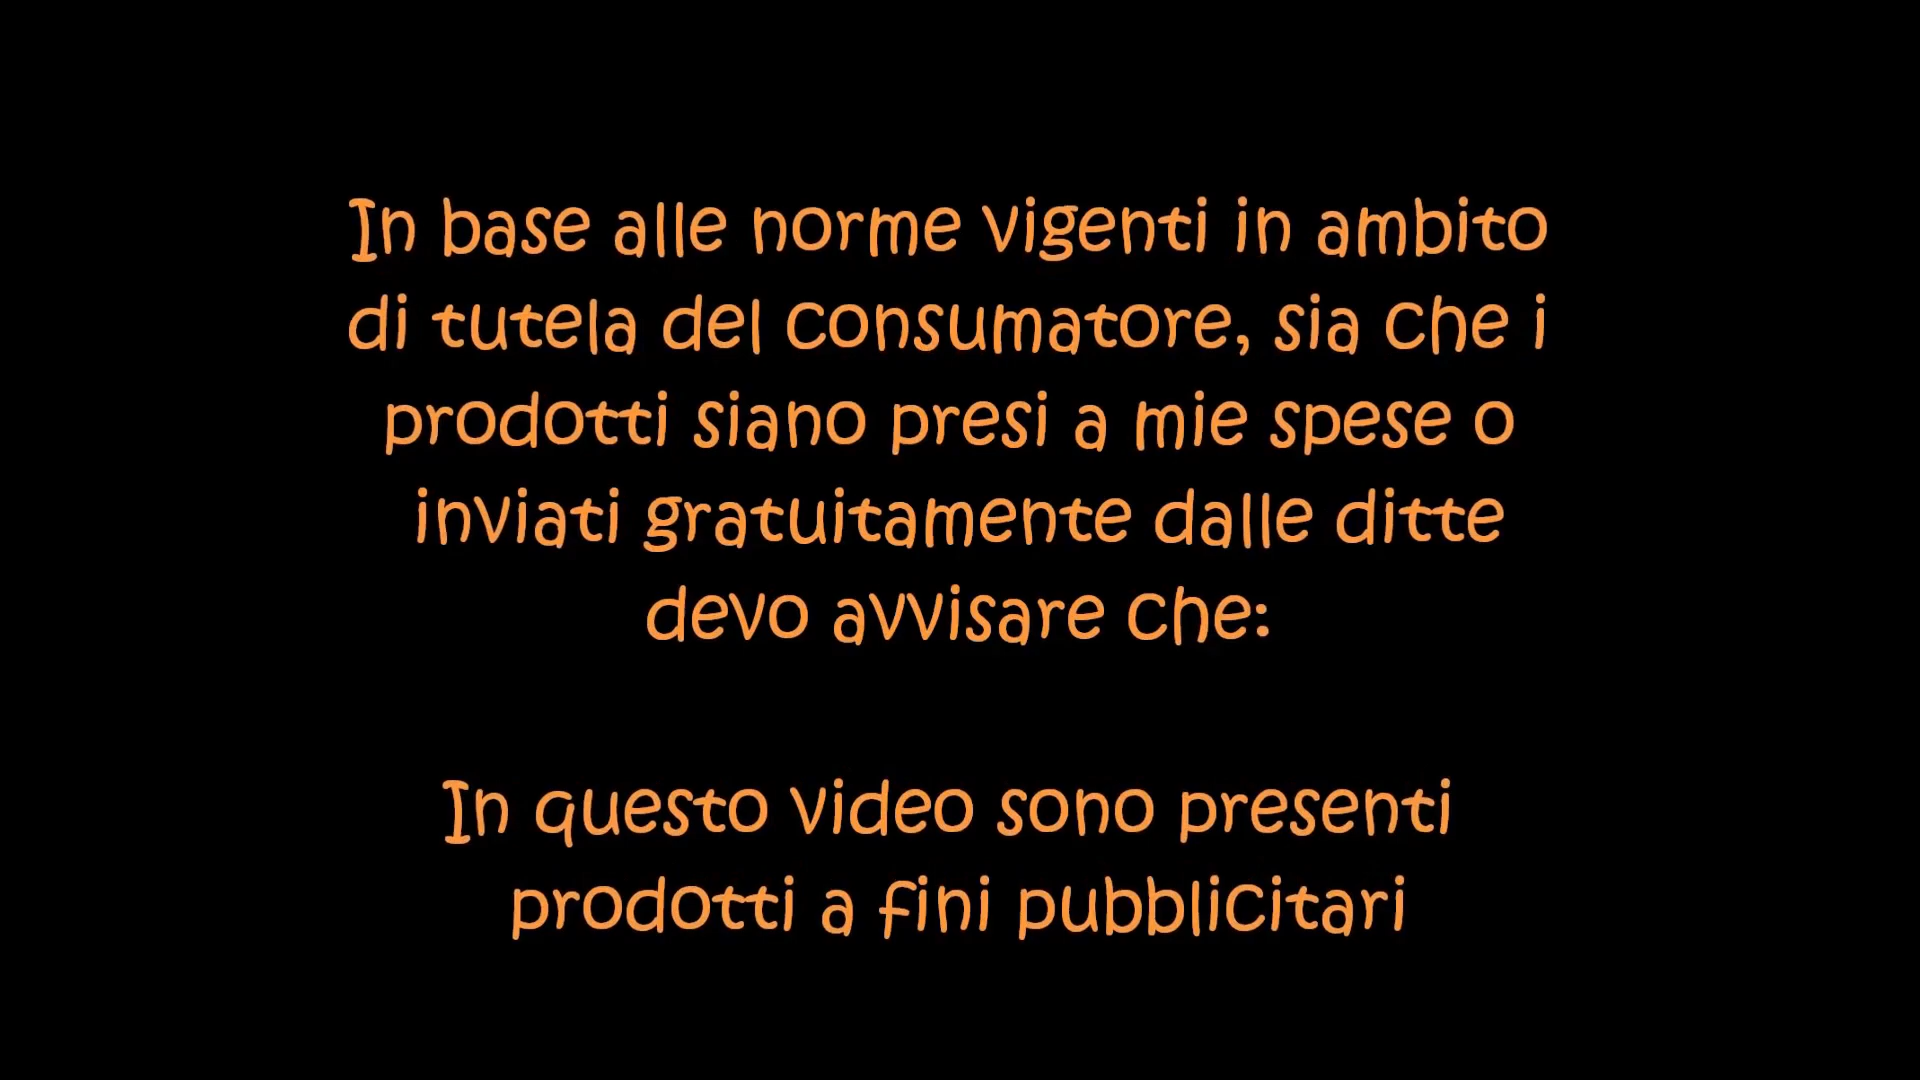 In base alle norme vigenti in ambito
di tutela del consumatore, sia che i
prodotti siano presi a mie spese o
inviati gratuitamente dalle ditte
devo avvisare che:
In questo video sono presenti
prodotti a fini pubblicitari